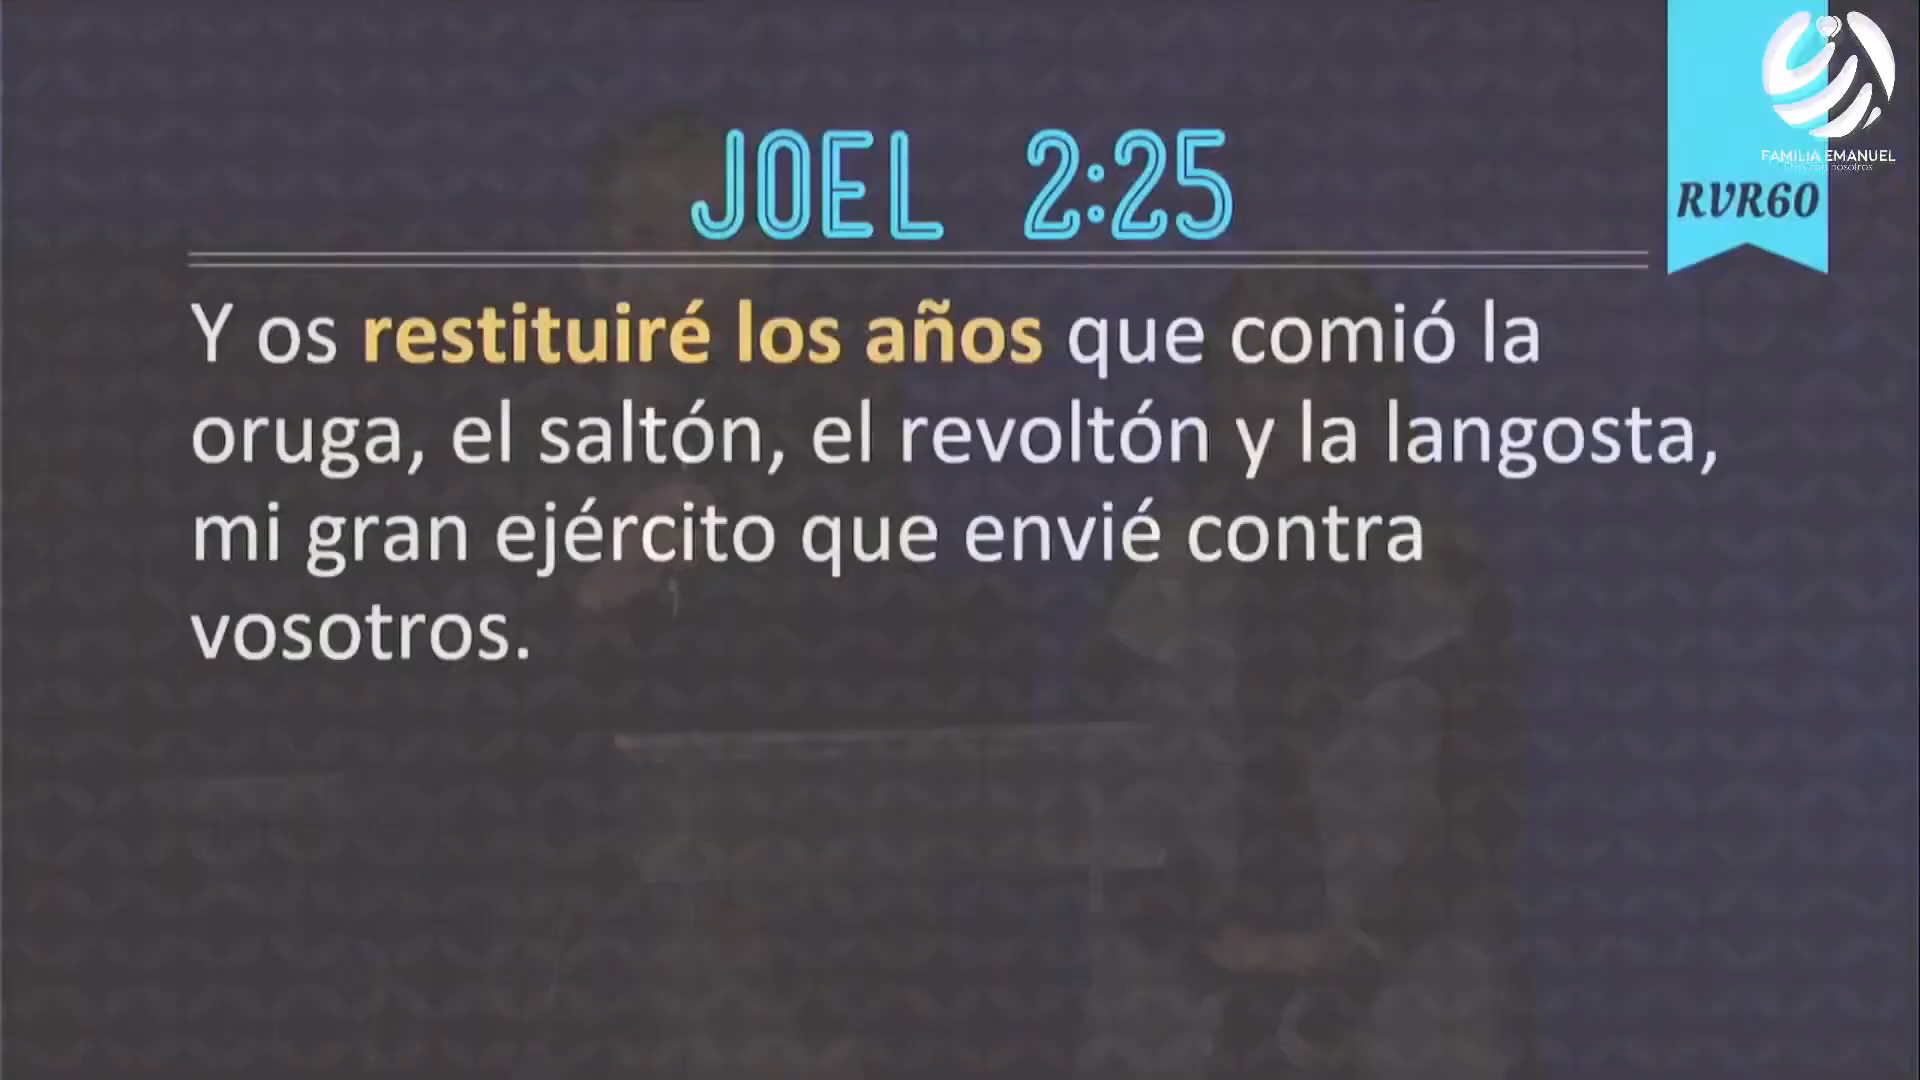 FAMILIA EMANUEL
RVR60
JOEL 2:25
Y os restituiré los años que comió la
oruga, el saltón, el revoltón y la langosta,
mi gran ejército que envié contra
vosotros.